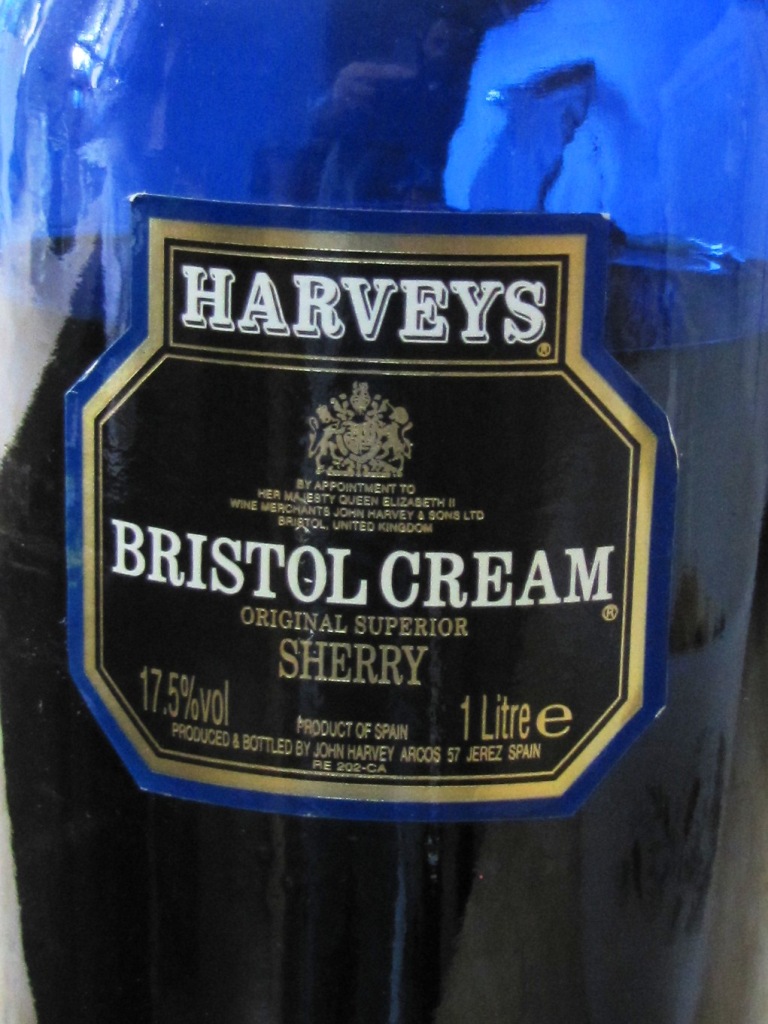 HARVEYS ®
BY APPOINTMENT TO
HER MAJESTY QUEEN ELIZABETH II
WINE MERCHANTS JOHN HARVEY & SONS LTD
BRISTOL, UNITED KINGDOM
BRISTOL CREAM ®
ORIGINAL SUPERIOR
SHERRY
17.5%vol 1 Litre e
PRODUCT OF SPAIN
PRODUCED & BOTTLED BY JOHN HARVEY ARCOS 57 JEREZ SPAIN
RE 202-CA